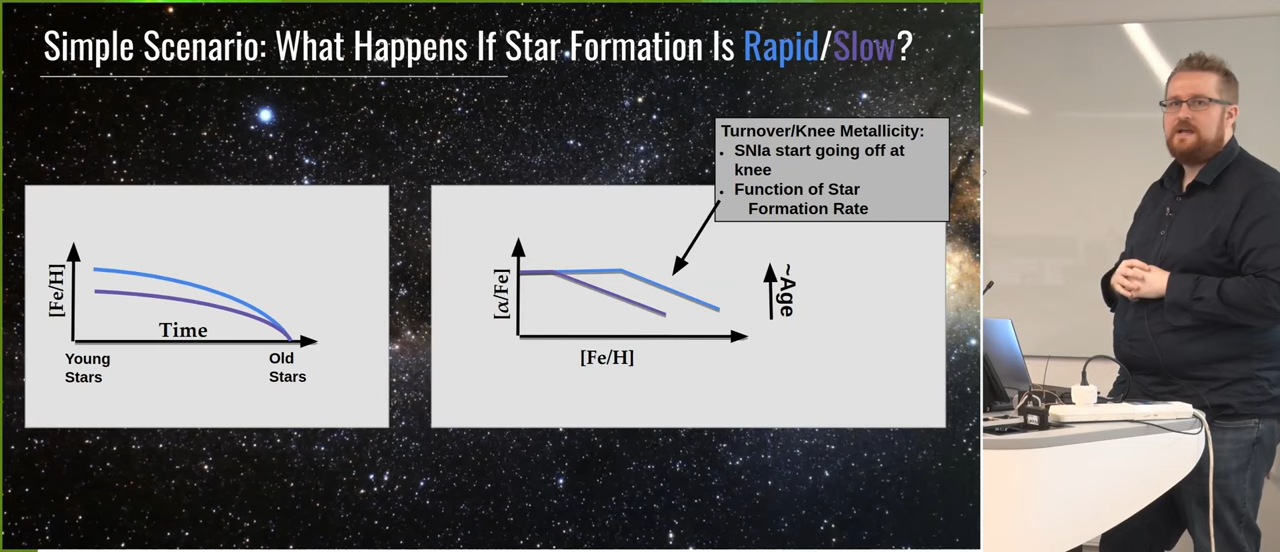 Simple Scenario: What Happens If Star Formation Is Rapid/Slow?
Turnover/Knee Metallicity:
• SNIa start going off at
knee
• Function of Star
Formation Rate
[Fe/H]
Time
Young
Stars
Old
Stars
[α/Fe]
[Fe/H]
~Age